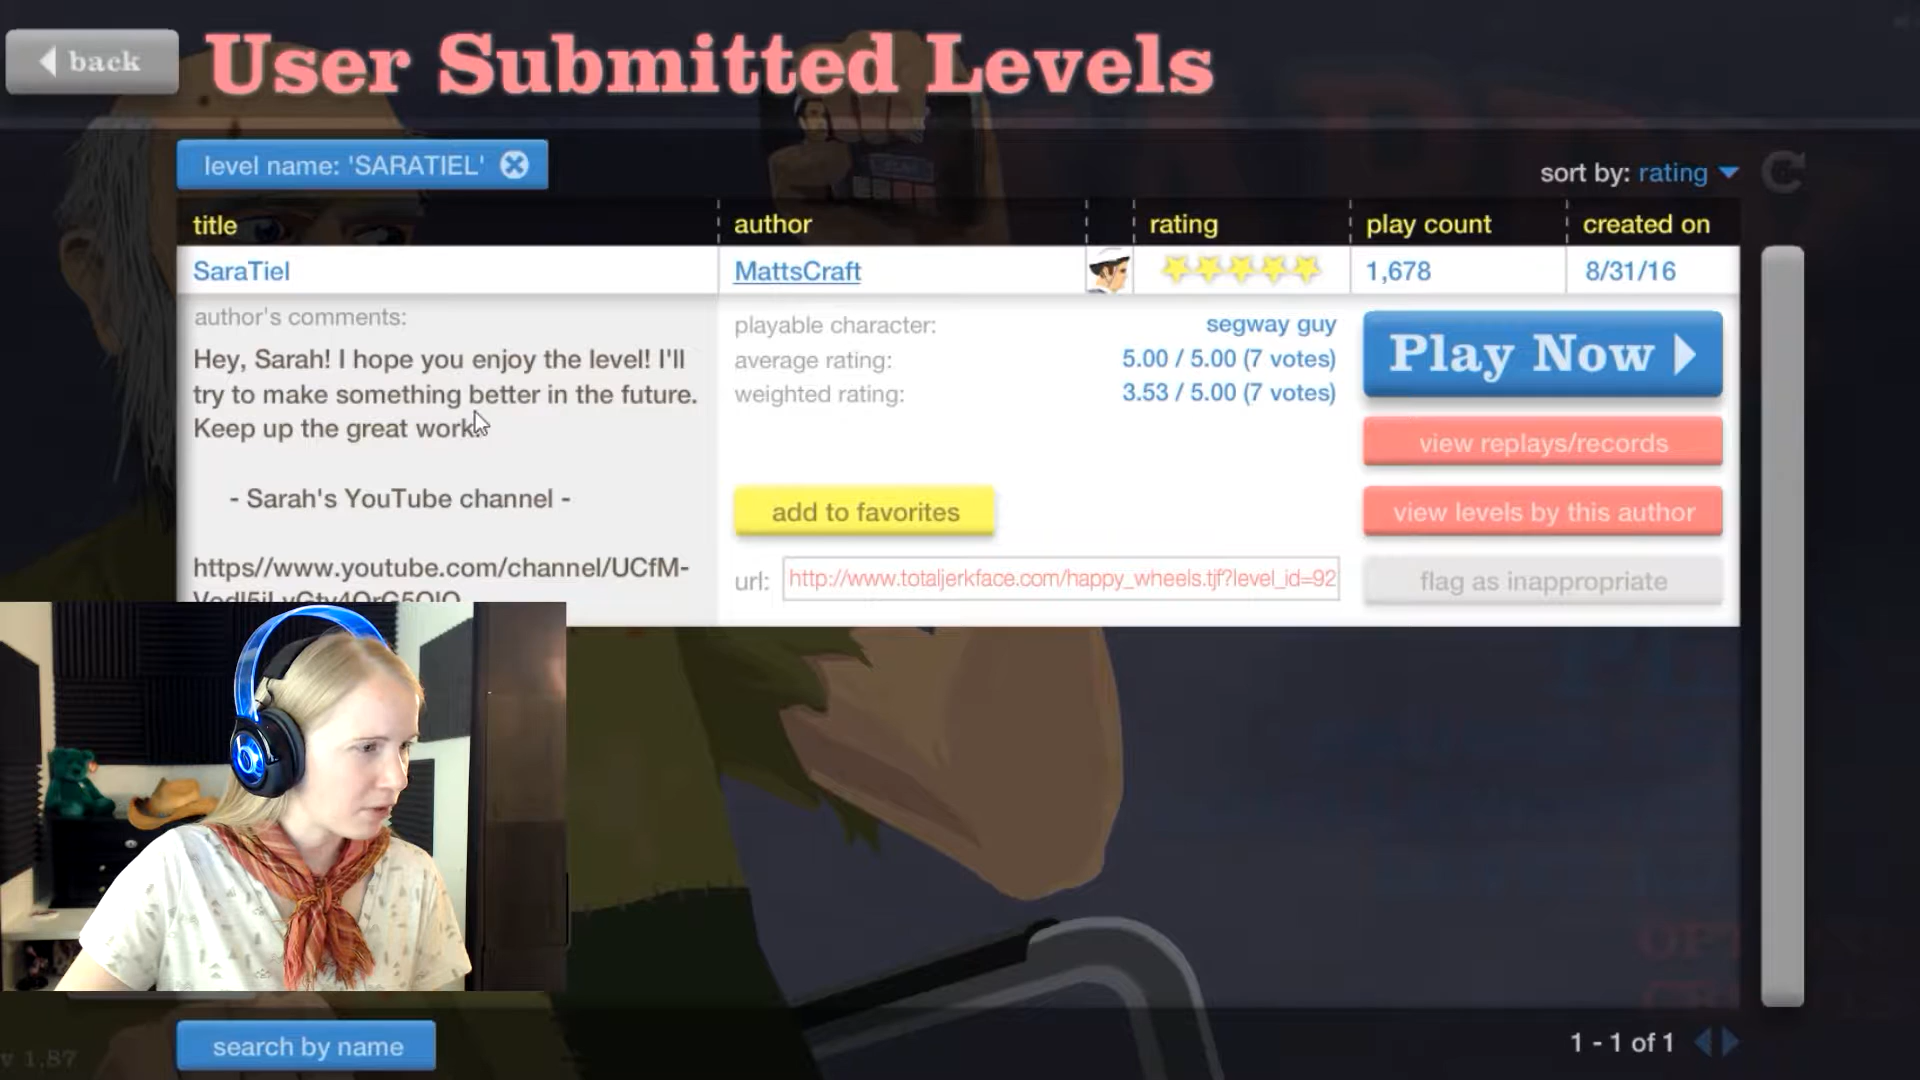 back
User Submitted Levels
level name: 'SARATIEL'
sort by: rating
title author rating play count created on
SaraTiel MattsCraft 1,678 8/31/16
author's comments:
Hey, Sarah! I hope you enjoy the level! I'll
try to make something better in the future.
Keep up the great work
- Sarah's YouTube channel -
https//www.youtube.com/channel/UCfM-
playable character: segway guy
average rating: 5.00 / 5.00 (7 votes)
weighted rating: 3.53 / 5.00 (7 votes)
add to favorites
url: http://www.totaljerkface.com/happy_wheels.tjf?level_id=92
Play Now
view replays/records
view levels by this author
flag as inappropriate
search by name
1 - 1 of 1
v 1.87